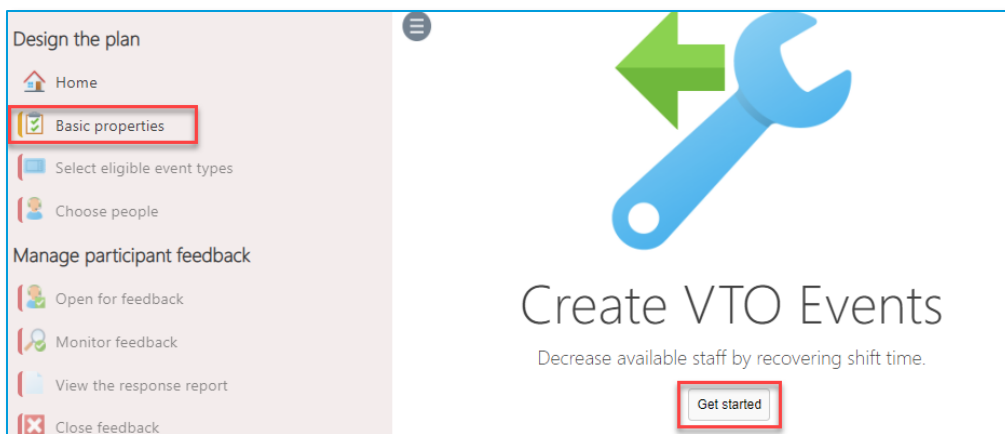 Design the plan
Home
Basic properties
Select eligible event types
Choose people
Manage participant feedback
Open for feedback
Monitor feedback
View the response report
Close feedback
Create VTO Events
Decrease available staff by recovering shift time.
Get started